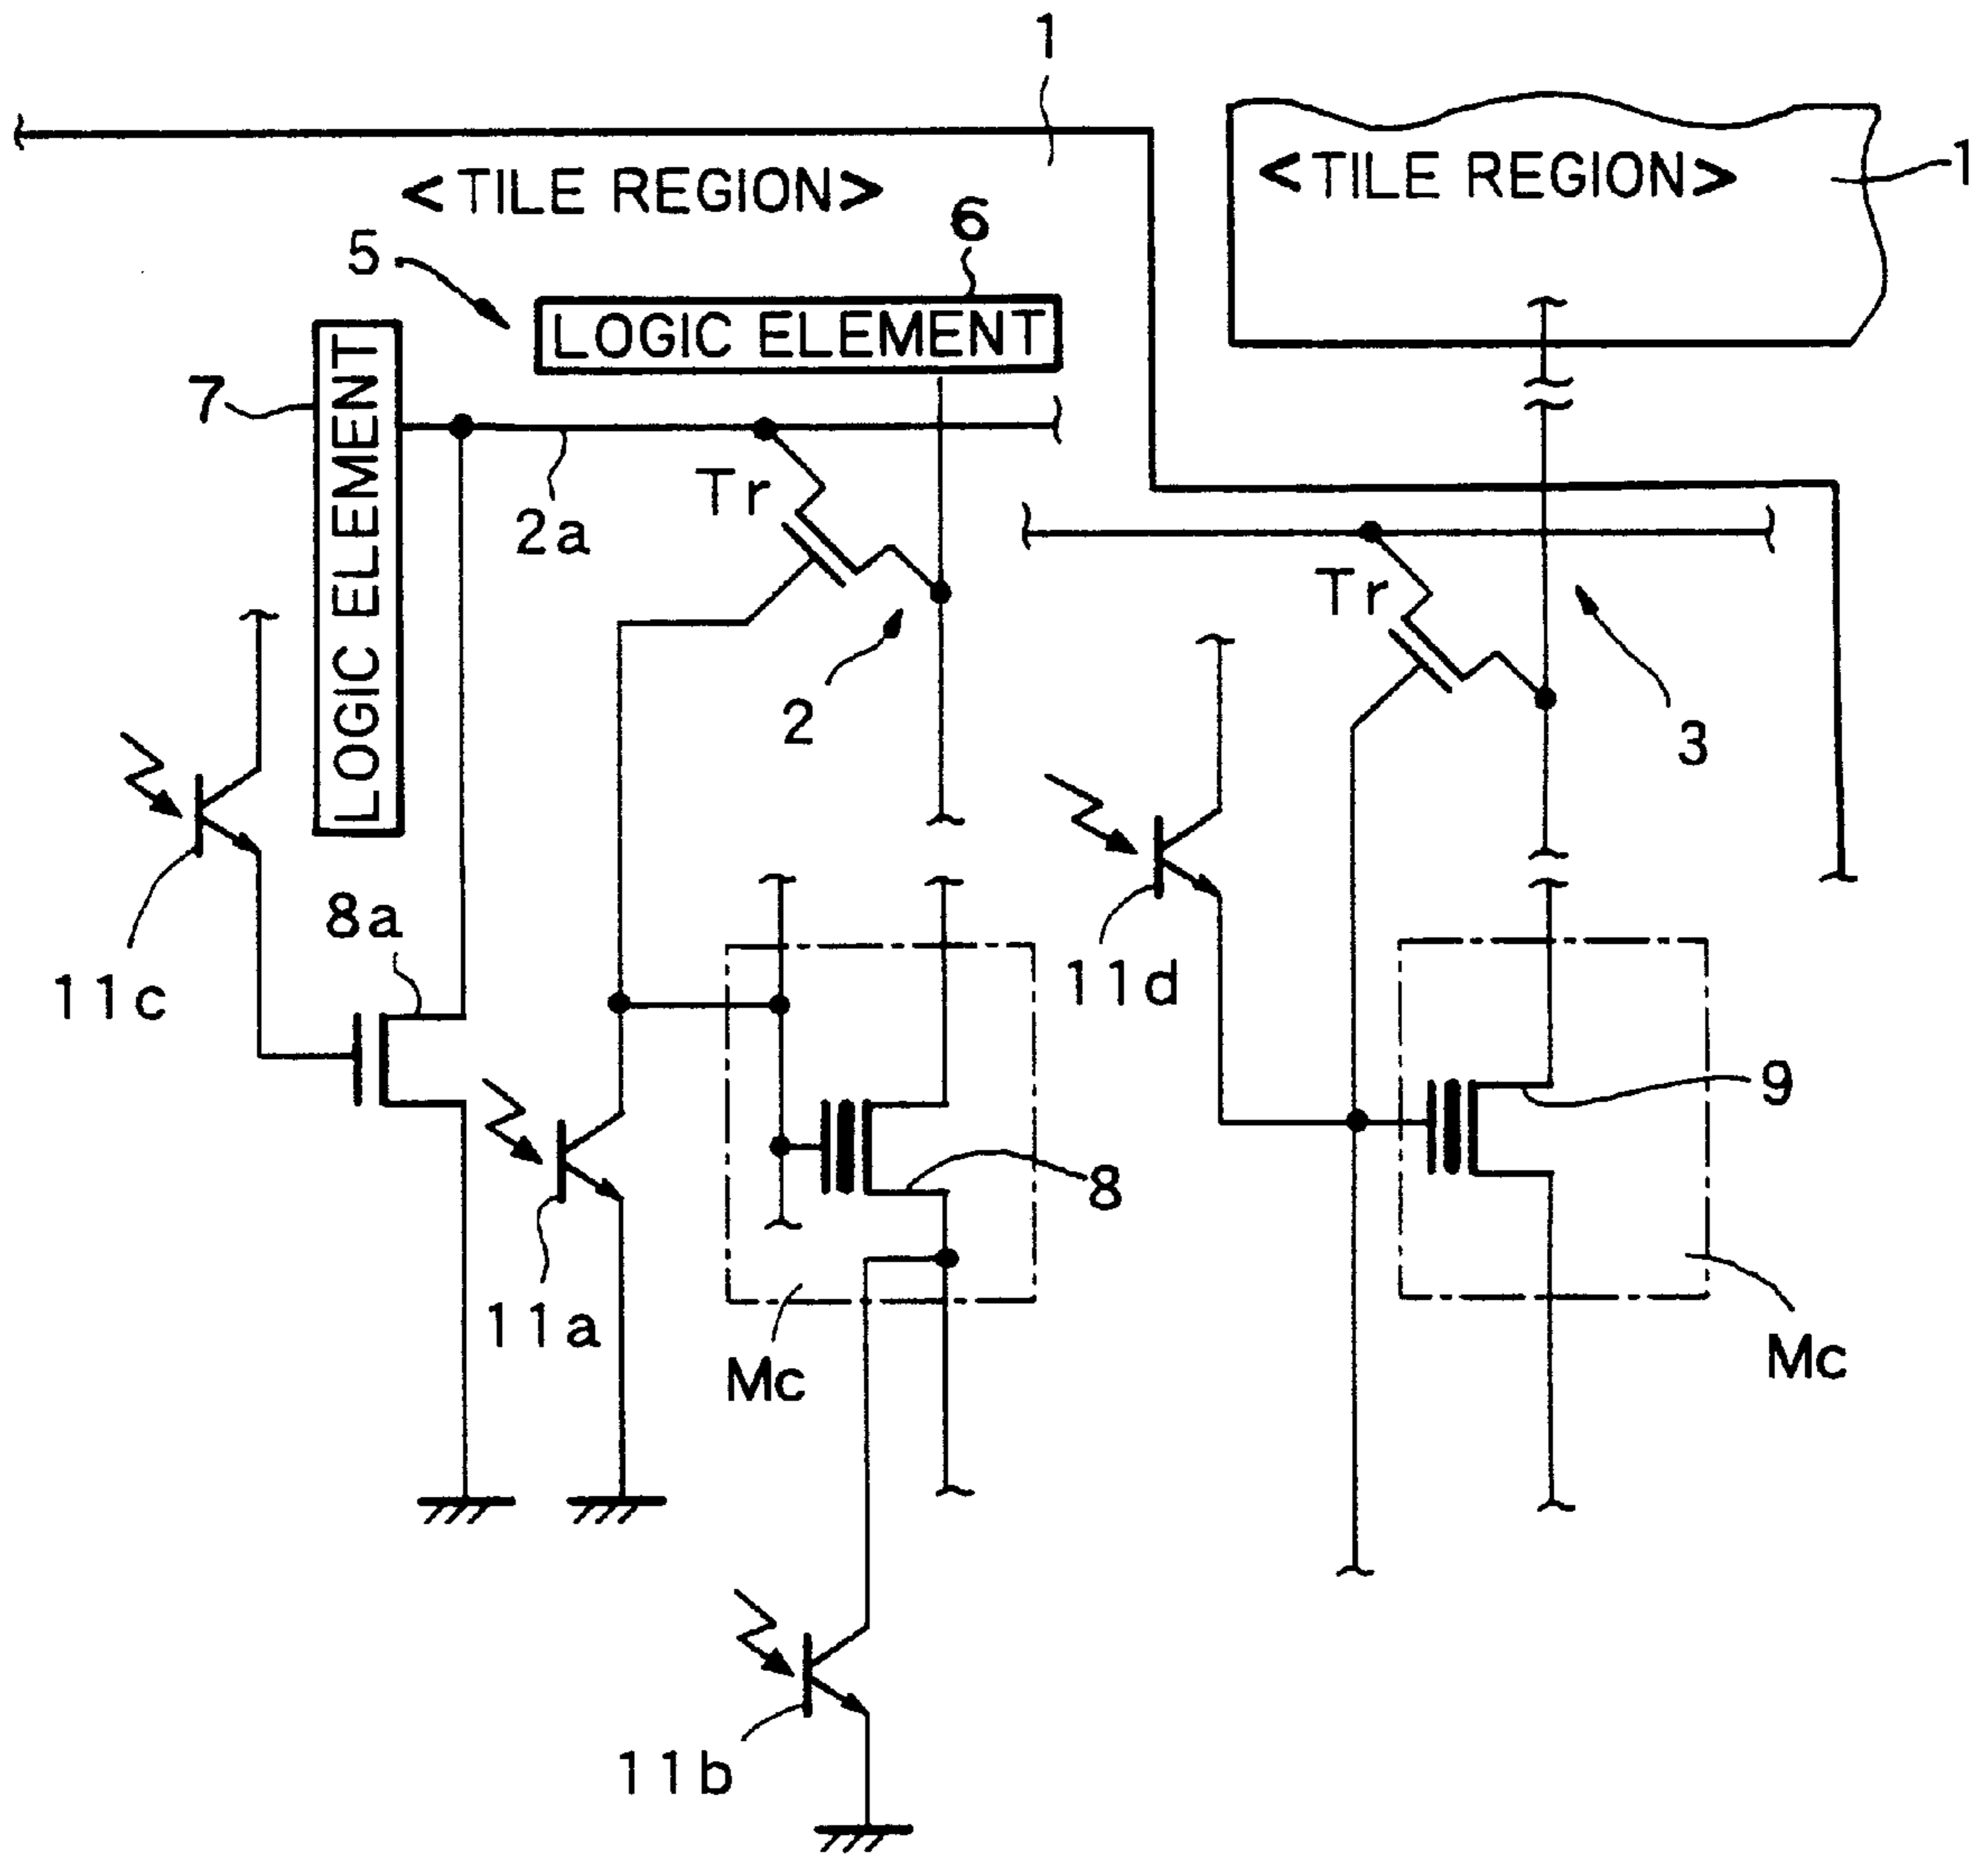 1
<TILE REGION>
<TILE REGION>
1
5
6
LOGIC ELEMENT
7
LOGIC ELEMENT
2a
Tr
Tr
2
3
8a
11c
11d
9
8
11a
Mc
Mc
11b